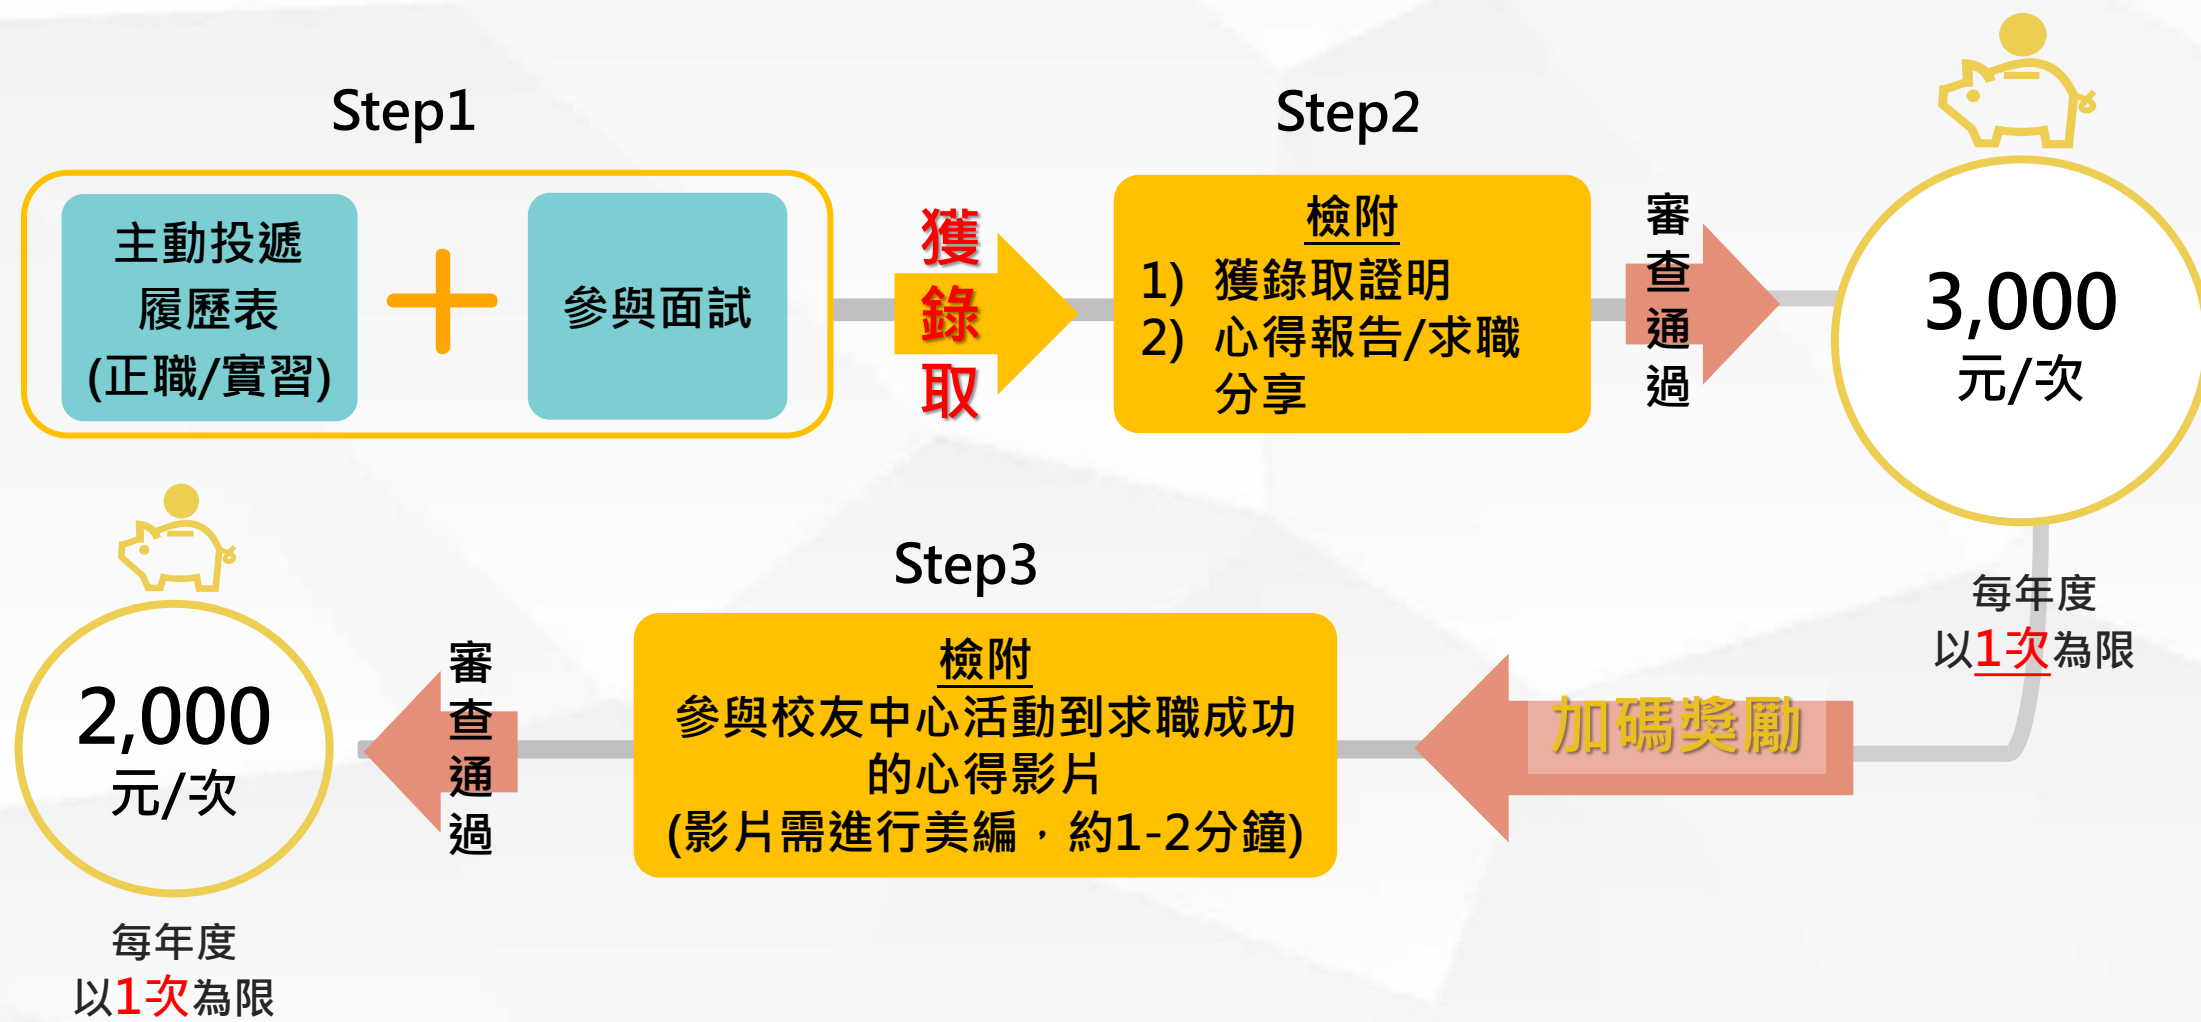 Step1
主動投遞
履歷表
(正職/實習)
參與面試
獲
錄
取
Step2
檢附
1) 獲錄取證明
2) 心得報告/求職
分享
審
查
通
過
3,000
元/次
每年度
以1次為限
加碼獎勵
Step3
檢附
參與校友中心活動到求職成功
的心得影片
(影片需進行美編，約1-2分鐘)
審
查
通
過
2,000
元/次
每年度
以1次為限